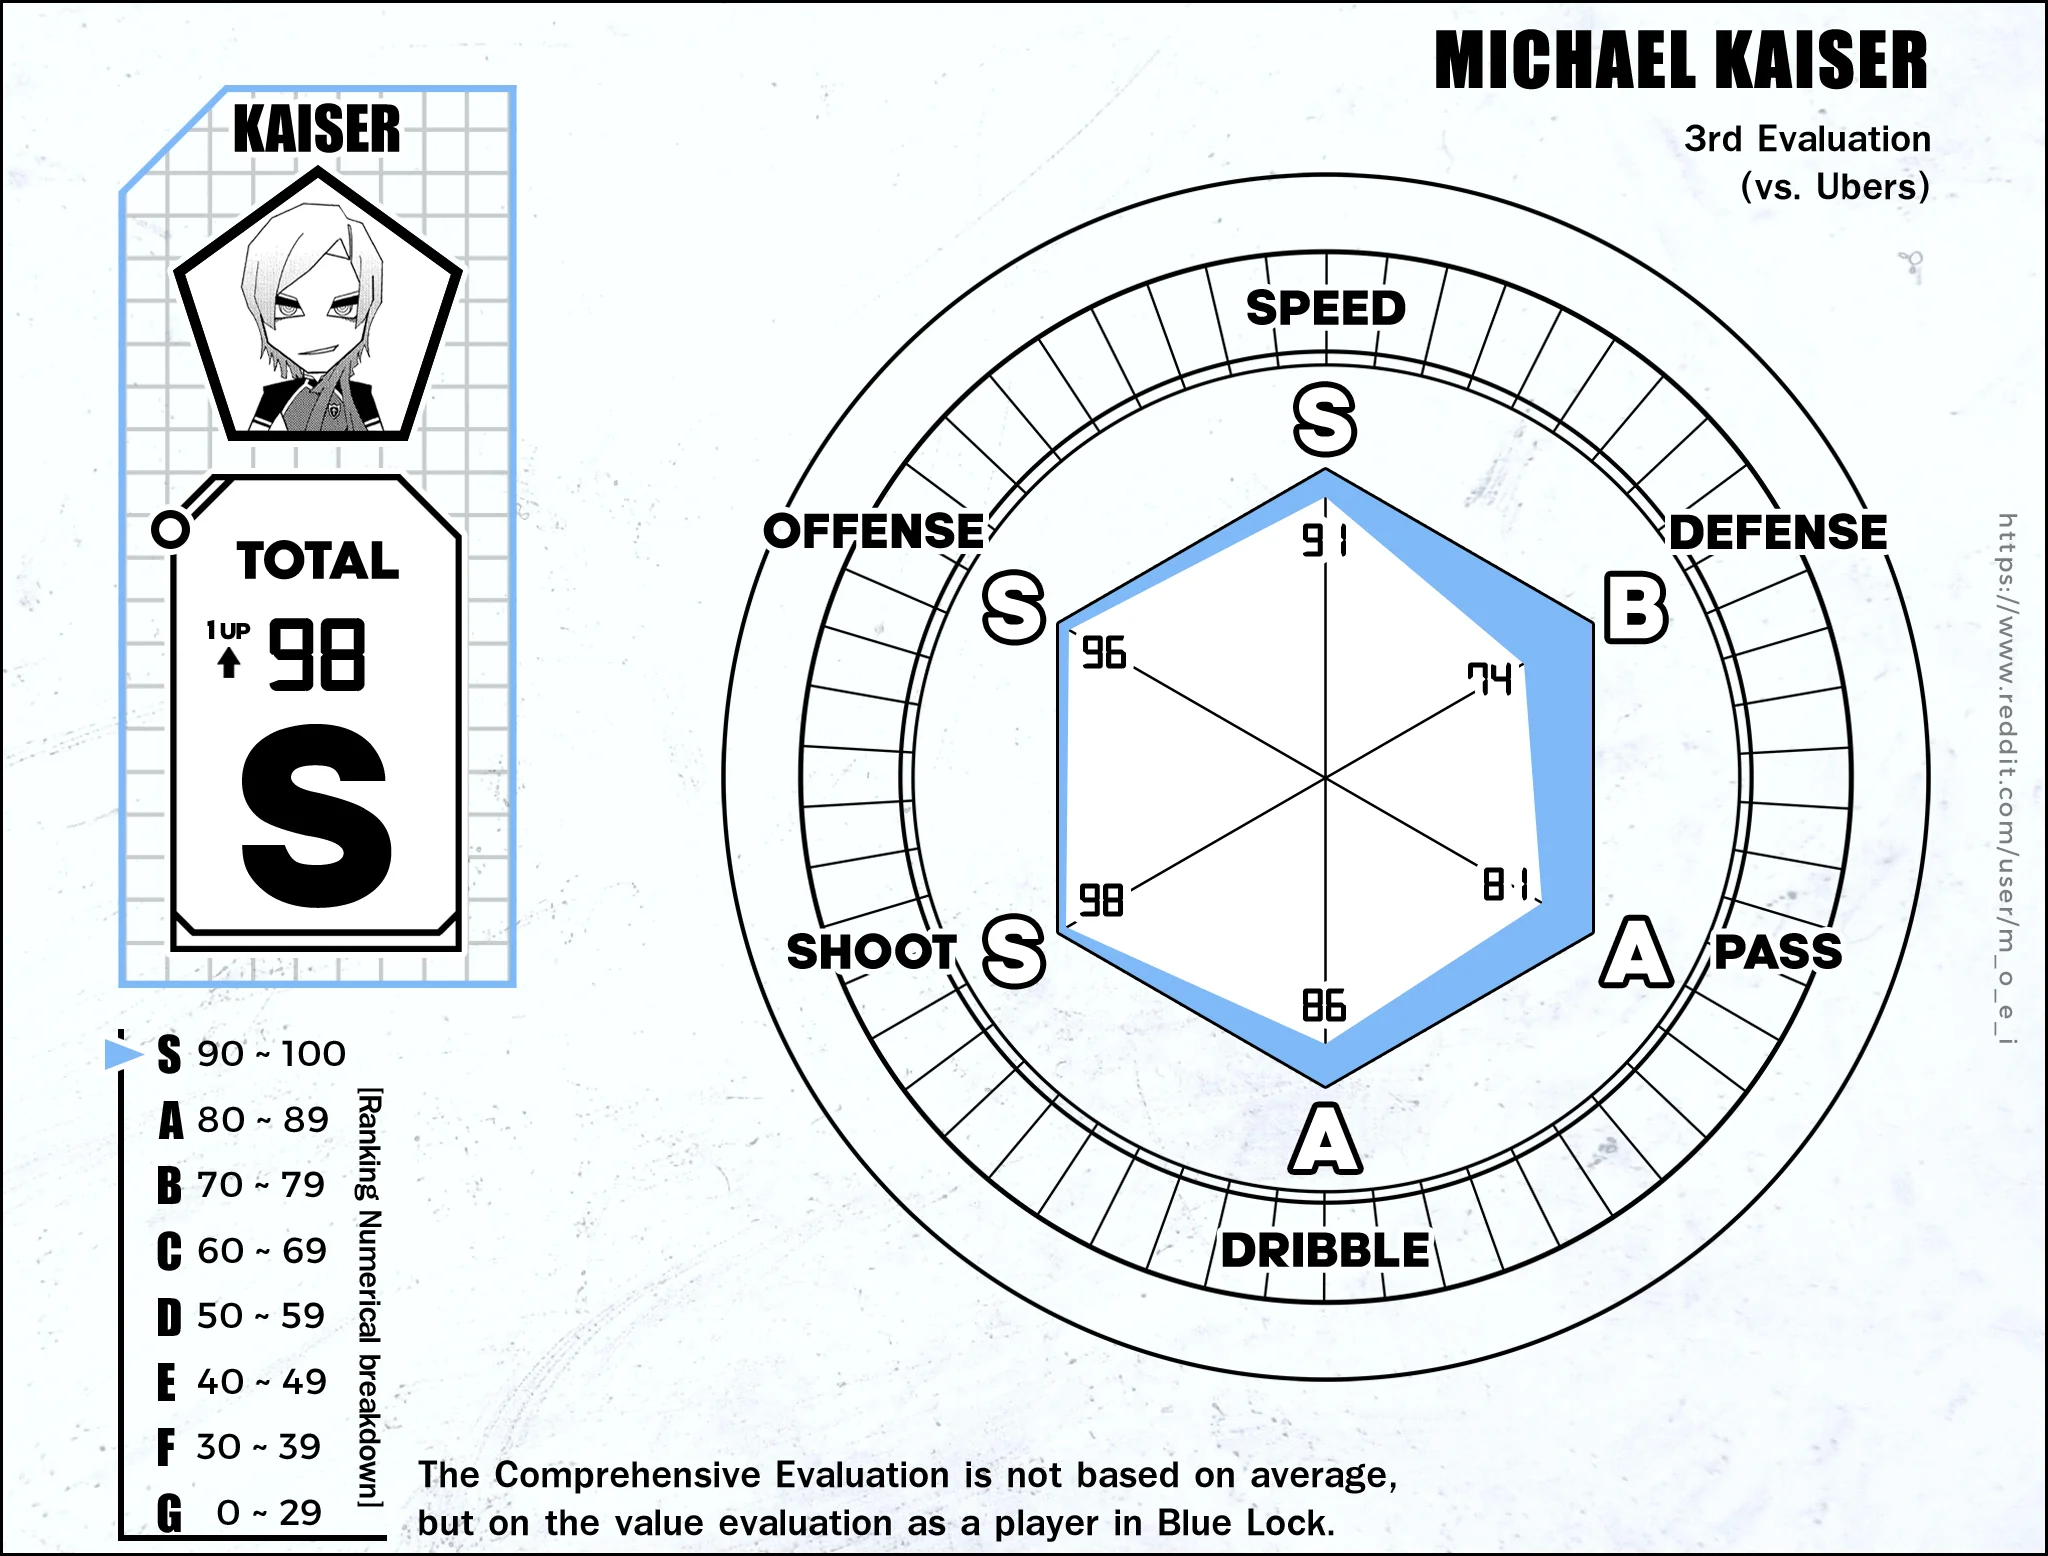 MICHAEL KAISER
3rd Evaluation
(vs. Ubers)
KAISER
TOTAL
1 UP
98
S
SPEED
S
91
OFFENSE
S
96
DEFENSE
B
74
SHOOT
S
98
PASS
A
81
86
A
DRIBBLE
S 90 ~ 100
A 80 ~ 89
B 70 ~ 79
C 60 ~ 69
D 50 ~ 59
E 40 ~ 49
F 30 ~ 39
G 0 ~ 29
[Ranking Numerical breakdown]
The Comprehensive Evaluation is not based on average,
but on the value evaluation as a player in Blue Lock.
https://www.reddit.com/user/m_o_e_i